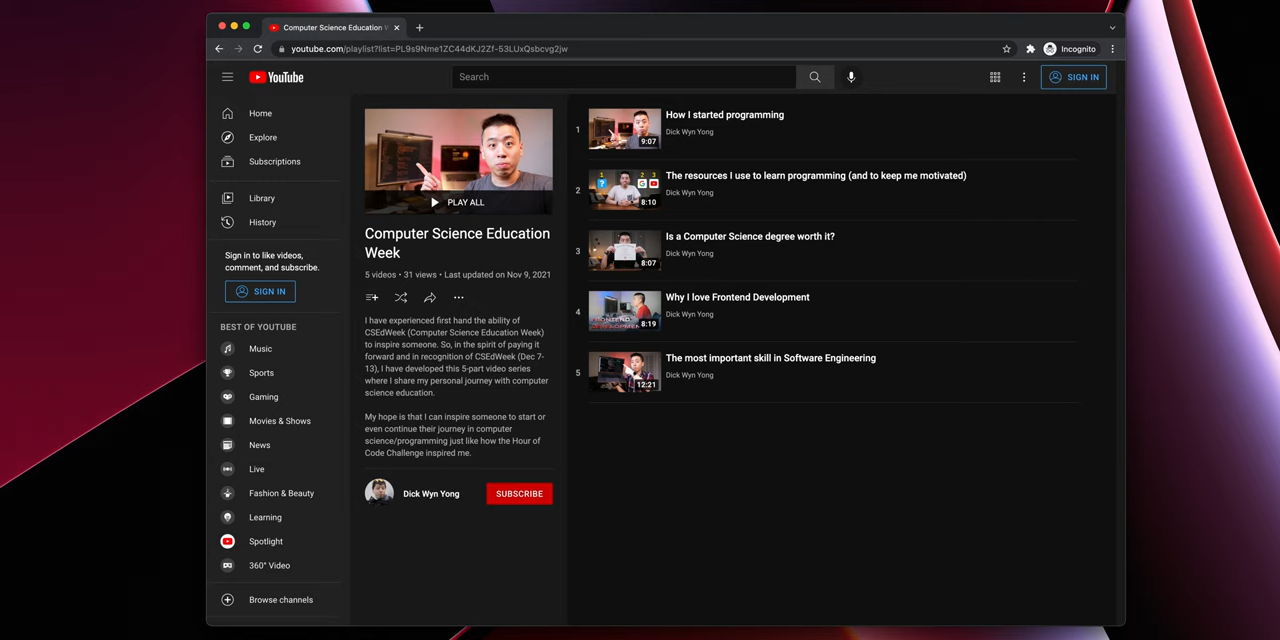 Computer Science Education W
youtube.com/playlist?list=PL9s9Nme1ZC44dKJ2Zf-53LUxQsbcvg2jw
Incognito
YouTube
Search
SIGN IN
Home
Explore
Subscriptions
Library
History
Sign in to like videos,
comment, and subscribe.
SIGN IN
BEST OF YOUTUBE
Music
Sports
Gaming
Movies & Shows
News
Live
Fashion & Beauty
Learning
Spotlight
360° Video
Browse channels
PLAY ALL
Computer Science Education
Week
5 videos • 31 views • Last updated on Nov 9, 2021
I have experienced first hand the ability of
CSEdWeek (Computer Science Education Week)
to inspire someone. So, in the spirit of paying it
forward and in recognition of CSEdWeek (Dec 7-
13), I have developed this 5-part video series
where I share my personal journey with computer
science education.
My hope is that I can inspire someone to start or
even continue their journey in computer
science/programming just like how the Hour of
Code Challenge inspired me.
Dick Wyn Yong
SUBSCRIBE
1
9:07
How I started programming
Dick Wyn Yong
2
1 2 3
8:10
The resources I use to learn programming (and to keep me motivated)
Dick Wyn Yong
3
8:07
Is a Computer Science degree worth it?
Dick Wyn Yong
4
FRONTEND
DEVELOPMEN
8:19
Why I love Frontend Development
Dick Wyn Yong
5
12:21
The most important skill in Software Engineering
Dick Wyn Yong